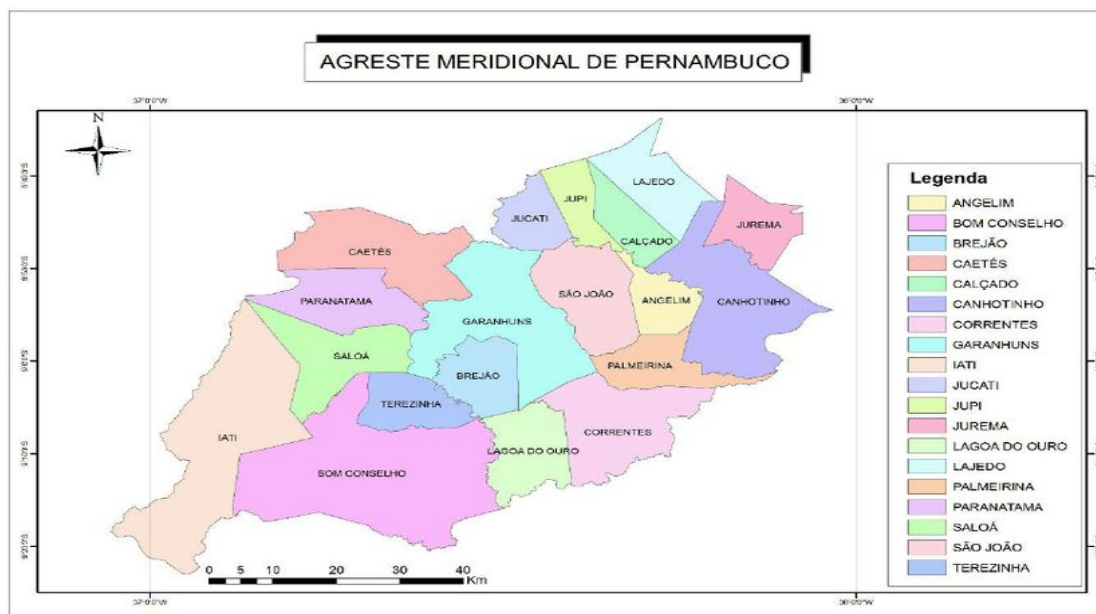 AGRESTE MERIDIONAL DE PERNAMBUCO
N
LAJEDO
JUPI
JUCATI
CALÇADO
JUREMA
CAETÉS
SÃO JOÃO
ANGELIM
CANHOTINHO
PARANATAMA
GARANHUNS
SALOÁ
BREJÃO
PALMEIRINA
TEREZINHA
IATI
CORRENTES
LAGOA DO OURO
BOM CONSELHO
0 5 10 20 30 40
Km
Legenda
ANGELIM
BOM CONSELHO
BREJÃO
CAETÉS
CALÇADO
CANHOTINHO
CORRENTES
GARANHUNS
IATI
JUCATI
JUPI
JUREMA
LAGOA DO OURO
LAJEDO
PALMEIRINA
PARANATAMA
SALOÁ
SÃO JOÃO
TEREZINHA